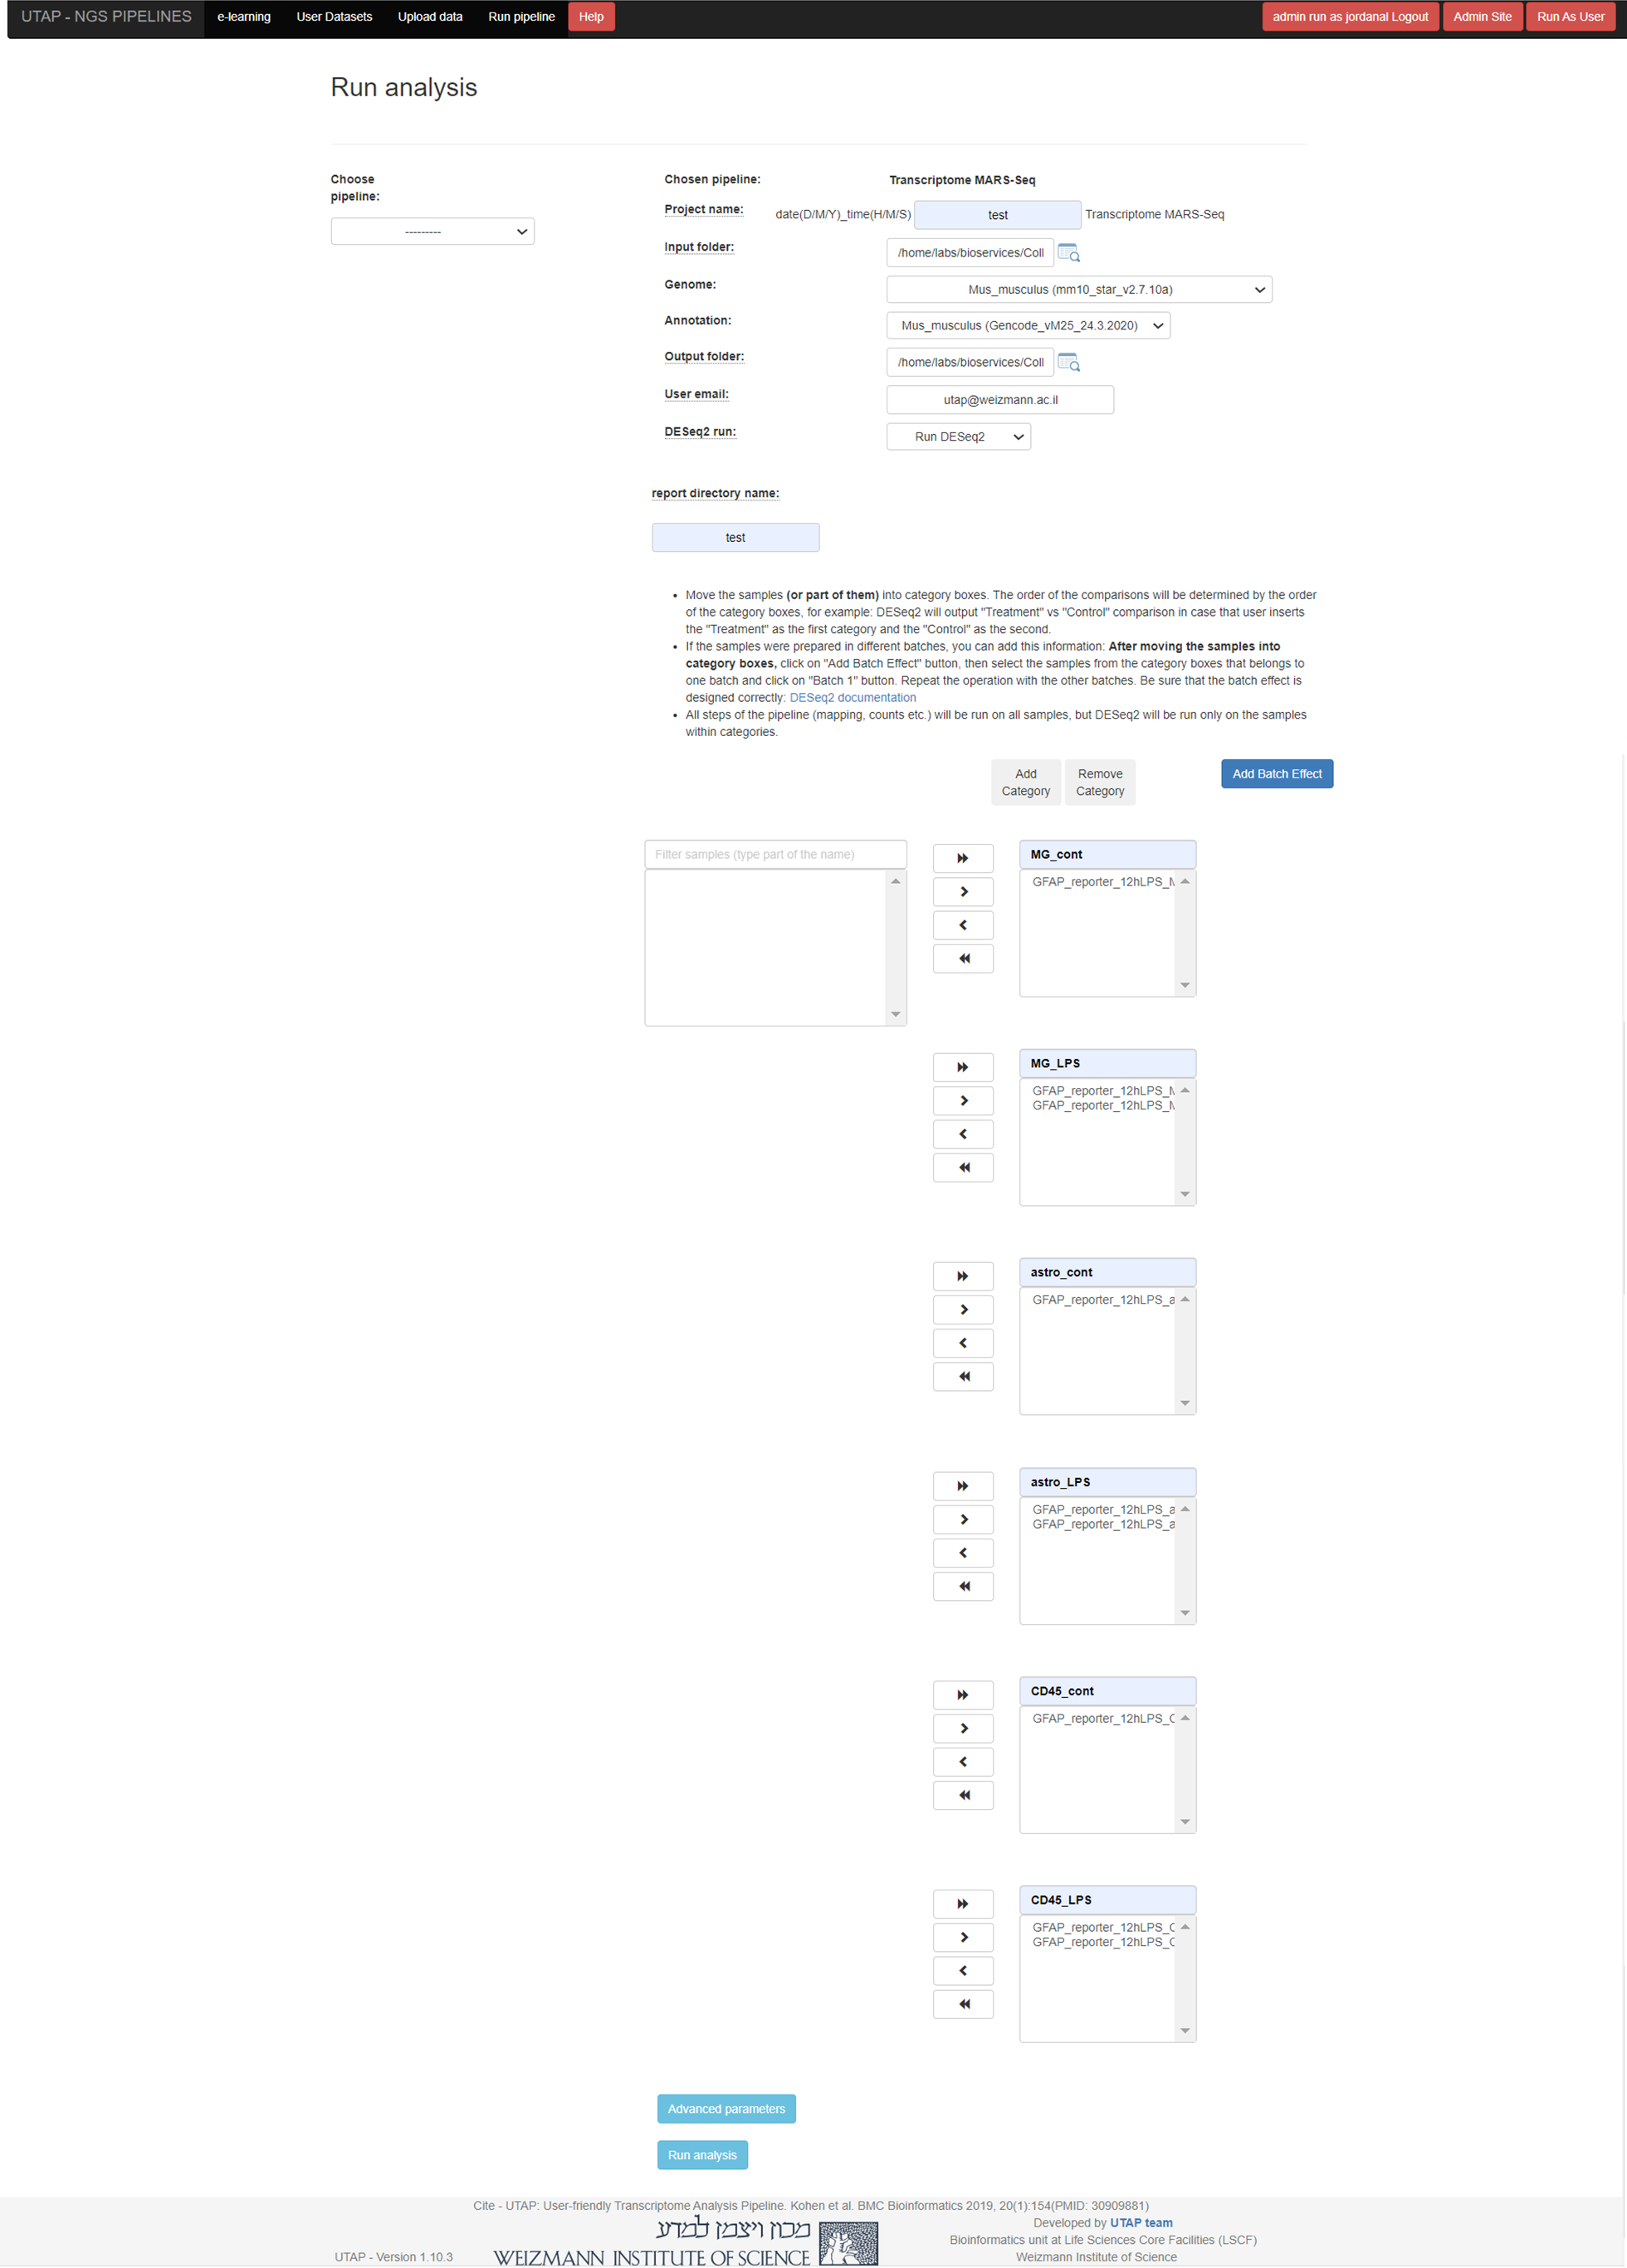 UTAP - NGS PIPELINES e-learning User Datasets Upload data Run pipeline Help admin run as jordanal Logout Admin Site Run As User
Run analysis
Choose
pipeline:
---------
Chosen pipeline: Transcriptome MARS-Seq
Project name: date(D/M/Y)_time(H/M/S) test Transcriptome MARS-Seq
Input folder: /home/labs/bioservices/Coll
Genome: Mus_musculus (mm10_star_v2.7.10a)
Annotation: Mus_musculus (Gencode_vM25_24.3.2020)
Output folder: /home/labs/bioservices/Coll
User email: utap@weizmann.ac.il
DESeq2 run: Run DESeq2
report directory name:
test
• Move the samples (or part of them) into category boxes. The order of the comparisons will be determined by the order
of the category boxes, for example: DESeq2 will output "Treatment" vs "Control" comparison in case that user inserts
the "Treatment" as the first category and the "Control" as the second.
• If the samples were prepared in different batches, you can add this information: After moving the samples into
category boxes, click on "Add Batch Effect" button, then select the samples from the category boxes that belongs to
one batch and click on "Batch 1" button. Repeat the operation with the other batches. Be sure that the batch effect is
designed correctly: DESeq2 documentation
• All steps of the pipeline (mapping, counts etc.) will be run on all samples, but DESeq2 will be run only on the samples
within categories.
Add
Category
Remove
Category
Add Batch Effect
Filter samples (type part of the name)
MG_cont
GFAP_reporter_12hLPS_M
MG_LPS
GFAP_reporter_12hLPS_M
GFAP_reporter_12hLPS_M
astro_cont
GFAP_reporter_12hLPS_a
astro_LPS
GFAP_reporter_12hLPS_a
GFAP_reporter_12hLPS_a
CD45_cont
GFAP_reporter_12hLPS_C
CD45_LPS
GFAP_reporter_12hLPS_C
GFAP_reporter_12hLPS_C
Advanced parameters
Run analysis
Cite - UTAP: User-friendly Transcriptome Analysis Pipeline. Kohen et al. BMC Bioinformatics 2019, 20(1):154(PMID: 30909881)
מכון ויצמן למדע
WEIZMANN INSTITUTE OF SCIENCE
UTAP - Version 1.10.3
Developed by UTAP team
Bioinformatics unit at Life Sciences Core Facilities (LSCF)
Weizmann Institute of Science